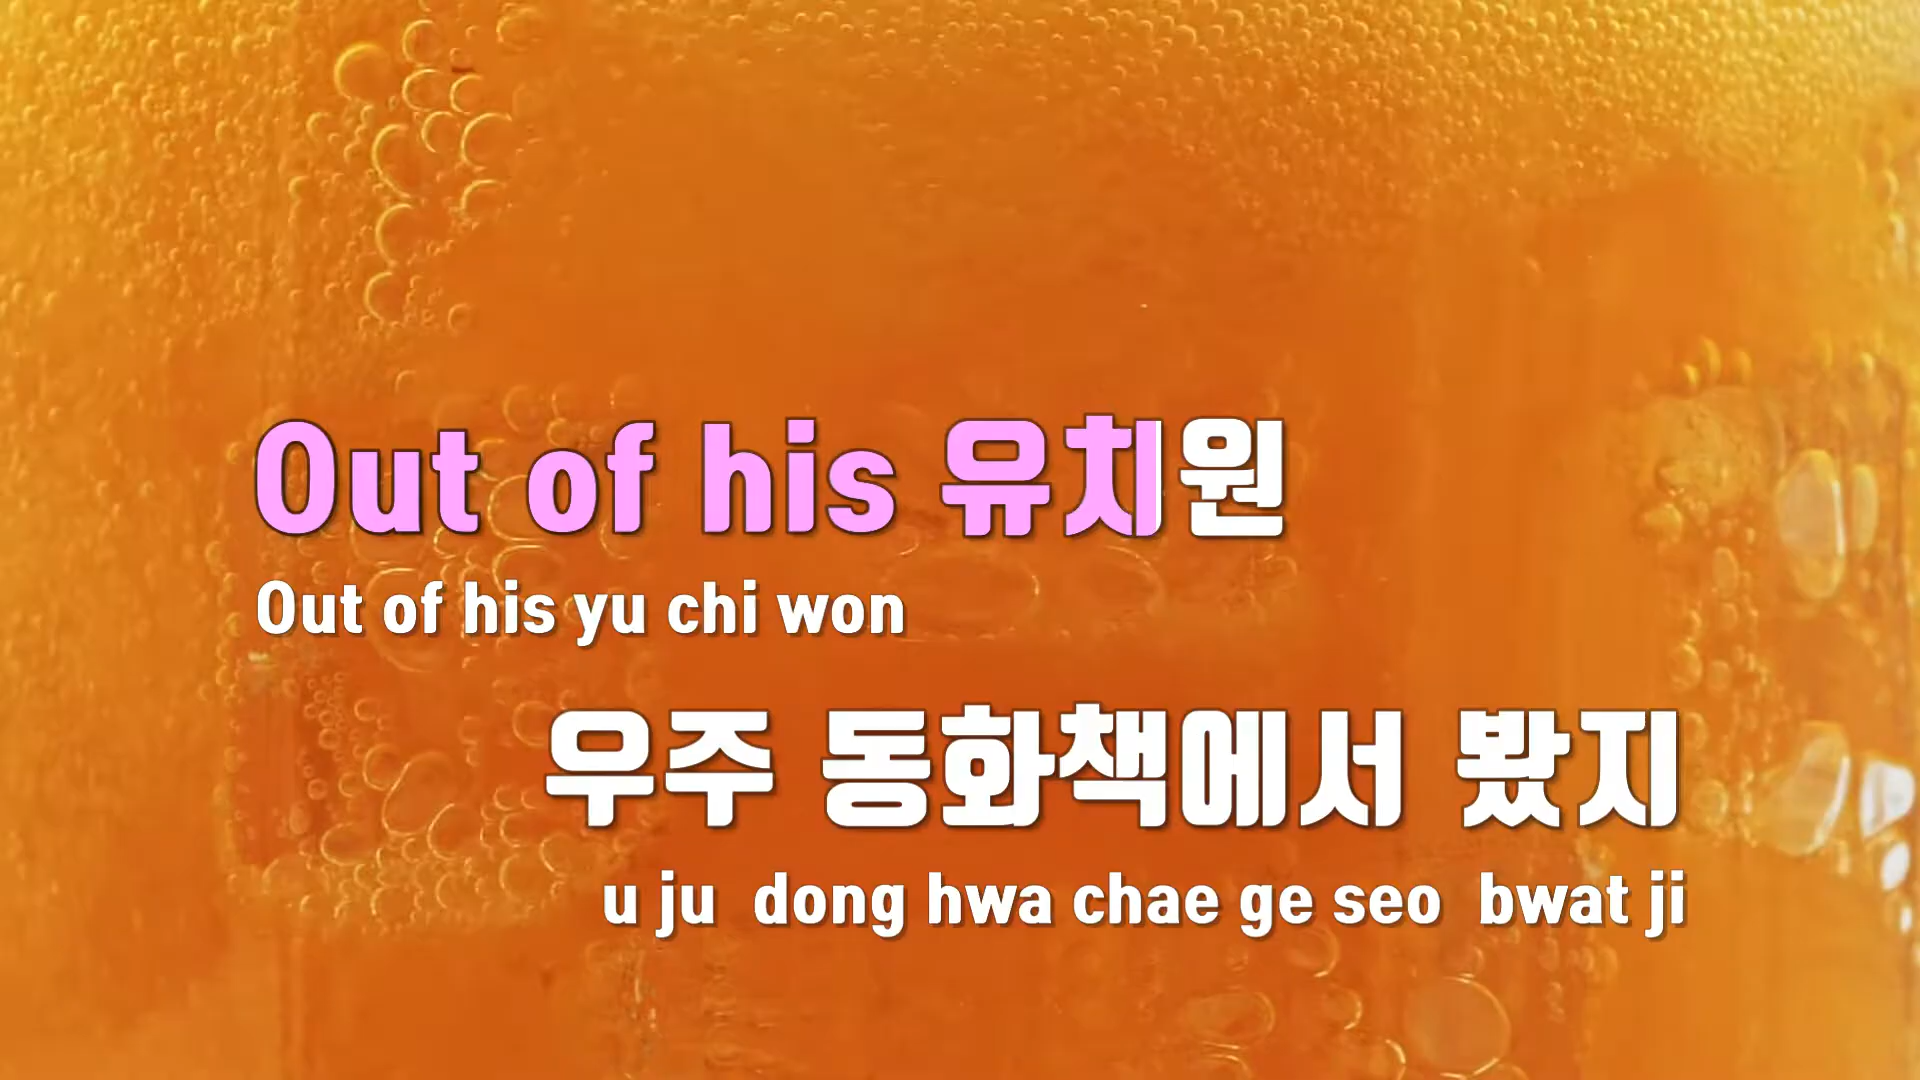 Out of his 유치원
Out of his yu chi won
우주 동화책에서 봤지
u ju dong hwa chae ge seo bwat ji